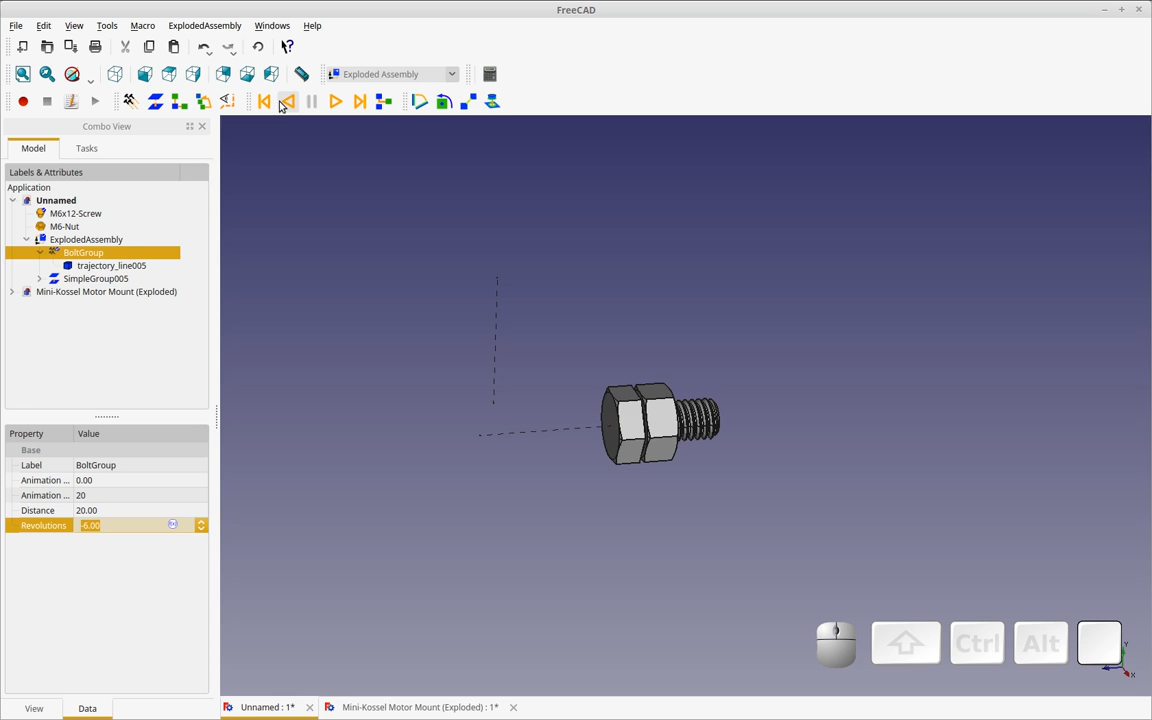 FreeCAD
File Edit View Tools Macro ExplodedAssembly Windows Help
Exploded Assembly
Combo View
Model Tasks
Labels & Attributes
Application
Unnamed
M6x12-Screw
M6-Nut
ExplodedAssembly
BoltGroup
trajectory_line005
SimpleGroup005
Mini-Kossel Motor Mount (Exploded)
Property Value
Base
Label BoltGroup
Animation ... 0.00
Animation ... 20
Distance 20.00
Revolutions -6.00
Ctrl Alt
Y
X
View Data
Unnamed : 1* Mini-Kossel Motor Mount (Exploded) : 1*